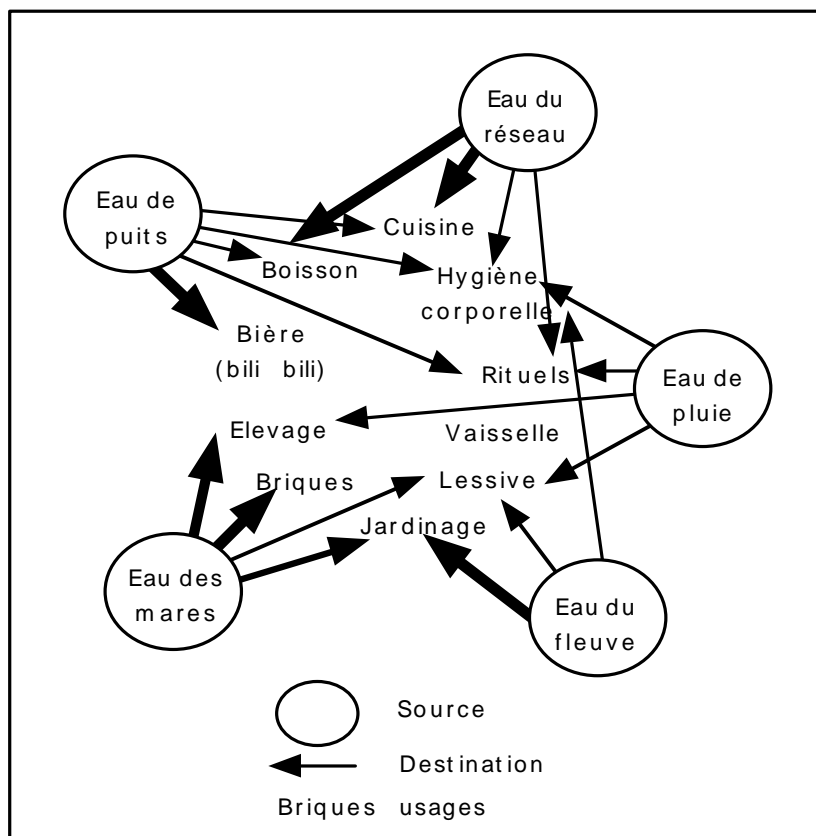 Eau du
réseau
Eau de
puits
Cuisine
Boisson
Hygiène
corporelle
Bière
(bili bili)
Rituels
Eau de
pluie
Elevage
Vaisselle
Briques
Lessive
Jardinage
Eau des
mares
Eau du
fleuve
Source
Destination
Briques usages